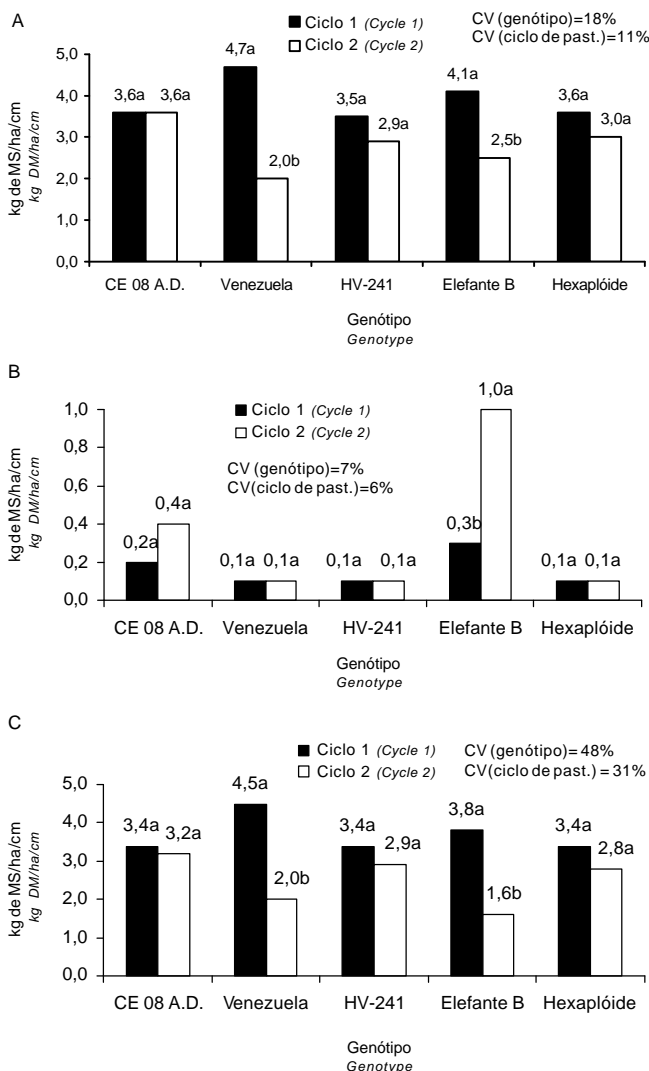 A
Ciclo 1 (Cycle 1)
Ciclo 2 (Cycle 2)
CV (genótipo)=18%
CV (ciclo de past.)=11%
kg de MS/ha/cm
kg DM/ha/cm
5,0
4,0
3,0
2,0
1,0
0,0
3,6a 3,6a 4,7a 2,0b 3,5a 2,9a 4,1a 2,5b 3,6a 3,0a
CE 08 A.D. Venezuela HV-241 Elefante B Hexaplóide
Genótipo
Genotype
B
Ciclo 1 (Cycle 1)
Ciclo 2 (Cycle 2)
CV (genótipo)=7%
CV(ciclo de past.)=6%
kg de MS/ha/cm
kg DM/ha/cm
1,0
0,8
0,6
0,4
0,2
0,0
0,2a 0,4a 0,1a 0,1a 0,1a 0,1a 0,3b 1,0a 0,1a 0,1a
CE 08 A.D. Venezuela HV-241 Elefante B Hexaplóide
Genótipo
Genotype
C
Ciclo 1 (Cycle 1)
Ciclo 2 (Cycle 2)
CV (genótipo)= 48%
CV(ciclo de past.) = 31%
kg de MS/ha/cm
kg DM/ha/cm
5,0
4,0
3,0
2,0
1,0
0,0
3,4a 3,2a 4,5a 2,0b 3,4a 2,9a 3,8a 1,6b 3,4a 2,8a
CE 08 A.D. Venezuela HV-241 Elefante B Hexaplóide
Genótipo
Genotype